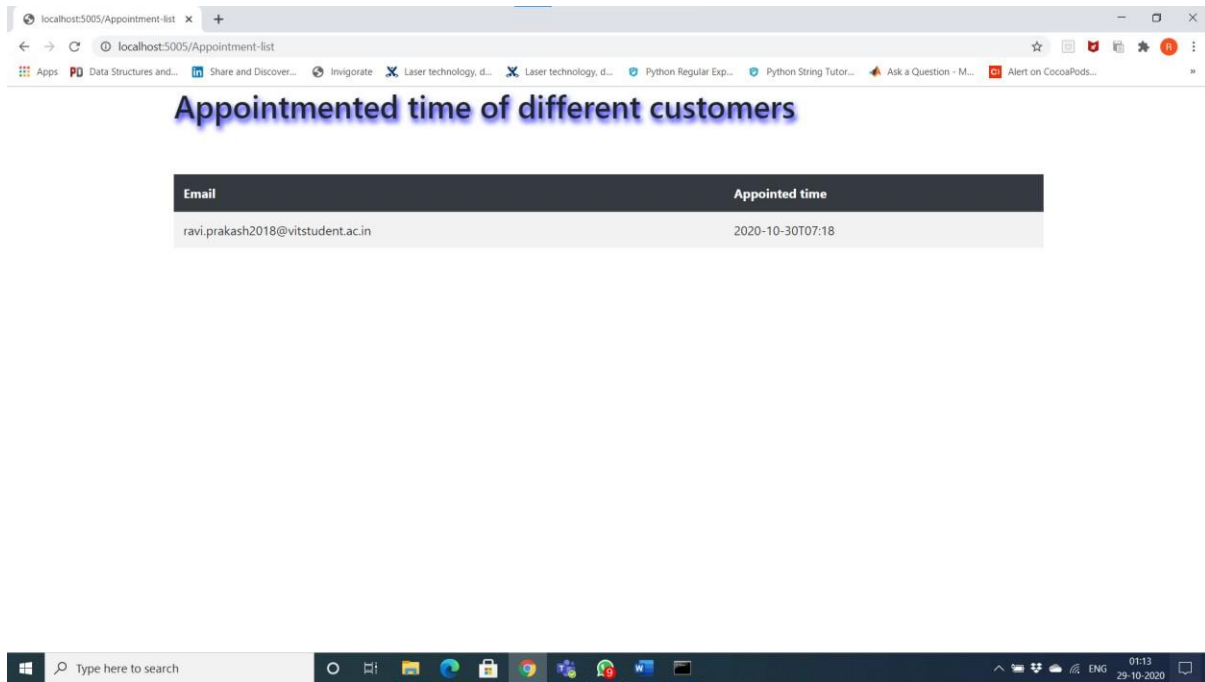 localhost:5005/Appointment-list
localhost:5005/Appointment-list
Apps Data Structures and... Share and Discover... Invigorate Laser technology, d... Laser technology, d... Python Regular Exp... Python String Tutor... Ask a Question - M... Alert on CocoaPods... »
Appointmented time of different customers
Email Appointed time
ravi.prakash2018@vitstudent.ac.in 2020-10-30T07:18
Type here to search ENG 01:13
29-10-2020